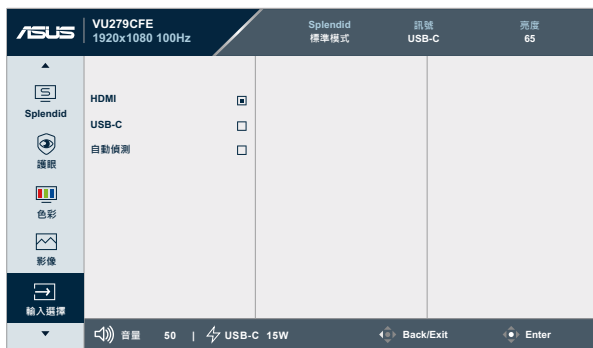 ASUS
VU279CFE
1920x1080 100Hz
Splendid
標準模式
訊號
USB-C
亮度
65
Splendid
護眼
色彩
影像
輸入選擇
HDMI
USB-C
自動偵測
音量 50 | USB-C 15W
Back/Exit
Enter